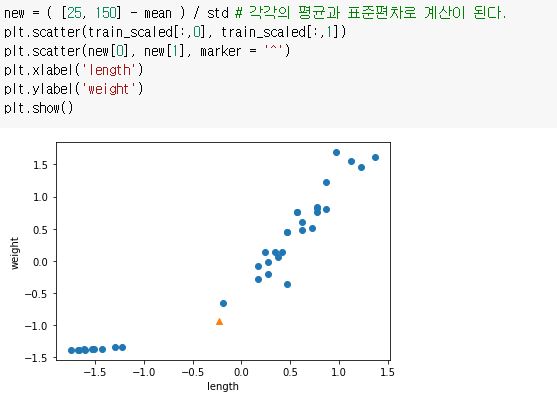 new = ( [25, 150] - mean ) / std # 각각의 평균과 표준편차로 계산이 된다.
plt.scatter(train_scaled[:,0], train_scaled[:,1])
plt.scatter(new[0], new[1], marker = '^')
plt.xlabel('length')
plt.ylabel('weight')
plt.show()
1.5
1.0
0.5
0.0
-0.5
-1.0
-1.5
weight
-1.5 -1.0 -0.5 0.0 0.5 1.0 1.5
length